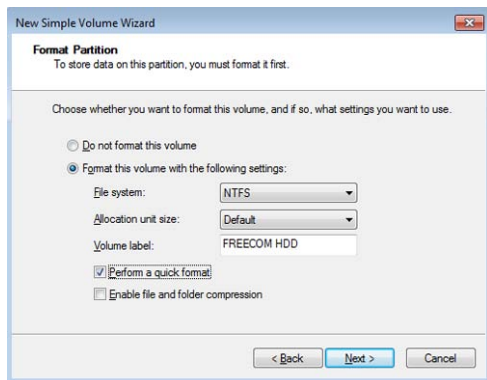 New Simple Volume Wizard
Format Partition
To store data on this partition, you must format it first.
Choose whether you want to format this volume, and if so, what settings you want to use.
Do not format this volume
Format this volume with the following settings:
File system: NTFS
Allocation unit size: Default
Volume label: FREECOM HDD
Perform a quick format
Enable file and folder compression
< Back Next > Cancel